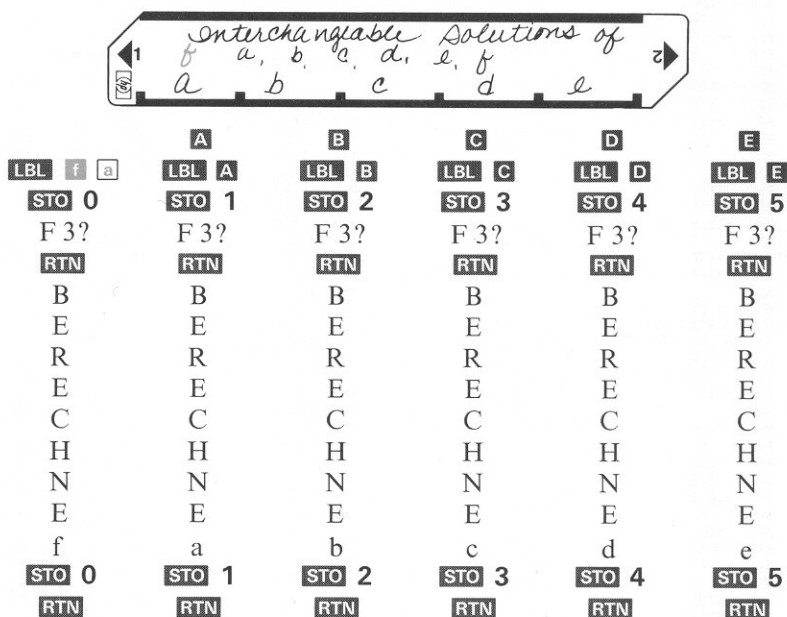 Interchangeable Solutions of
1 f a, b, c, d, e, f 2
hp a b c d e
A B C D E
LBL f a LBL A LBL B LBL C LBL D LBL E
STO 0 STO 1 STO 2 STO 3 STO 4 STO 5
F 3? F 3? F 3? F 3? F 3? F 3?
RTN RTN RTN RTN RTN RTN
B B B B B B
E E E E E E
R R R R R R
E E E E E E
C C C C C C
H H H H H H
N N N N N N
E E E E E E
f a b c d e
STO 0 STO 1 STO 2 STO 3 STO 4 STO 5
RTN RTN RTN RTN RTN RTN